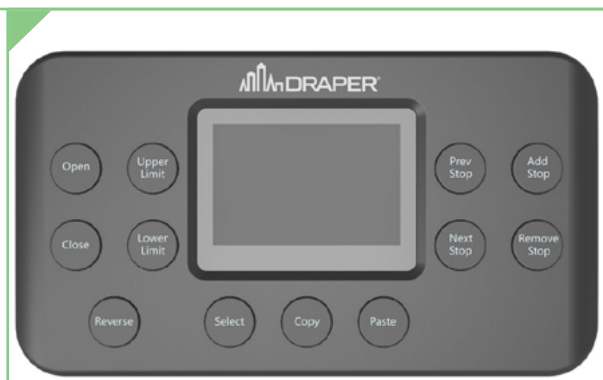 DRAPER®
Open
Upper
Limit
Prev
Stop
Add
Stop
Close
Lower
Limit
Next
Stop
Remove
Stop
Reverse
Select
Copy
Paste